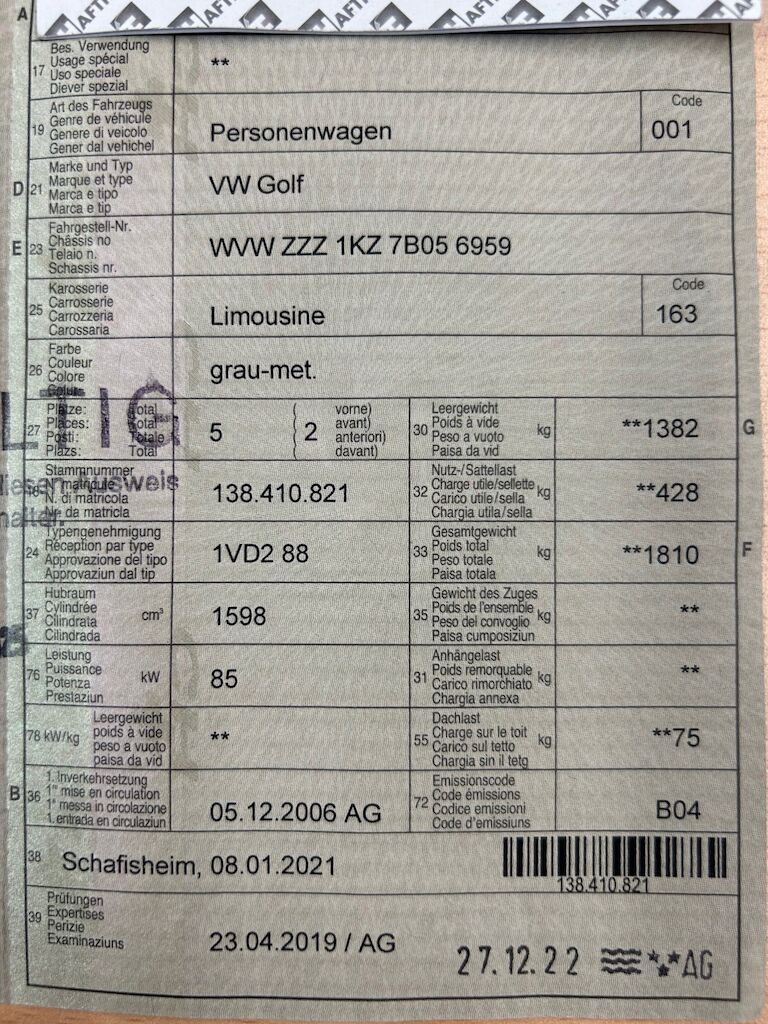 A
AFTI AFTI AFTI AFTI AFTI
17 Bes. Verwendung
Usage spécial
Uso speciale
Diever spezial
**
19 Art des Fahrzeugs
Genre de véhicule
Genere di veicolo
Gener dal vehichel
Personenwagen
Code
001
D 21 Marke und Typ
Marque et type
Marca e tipo
Marca e tip
VW Golf
E 23 Fahrgestell-Nr.
Châssis no
Telaio n.
Schassis nr.
WVW ZZZ 1KZ 7B05 6959
25 Karosserie
Carrosserie
Carrozzeria
Carossaria
Limousine
Code
163
26 Farbe
Couleur
Colore
Colur
grau-met.
LTIG
27 Plätze: Total
Places: Total
Posti: Totale
Plazs: Total
5
( 2 vorne)
avant)
anteriori)
davant)
30 Leergewicht
Poids à vide
Peso a vuoto
Paisa da vid
kg
**1382
G
Stammnummer
N° matricule
N. di matricola
Nr. da matricla
Ausweis
138.410.821
32 Nutz-/Sattellast
Charge utile/sellette
Carico utile/sella
Chargia utila/sella
kg
**428
24 Typengenehmigung
Réception par type
Approvazione del tipo
Approvaziun dal tip
1VD2 88
33 Gesamtgewicht
Poids total
Peso totale
Paisa totala
kg
**1810
F
37 Hubraum
Cylindrée
Cilindrata
Cilindrada
cm³
1598
35 Gewicht des Zuges
Poids de l'ensemble
Peso del convoglio
Paisa cumposiziun
kg
**
76 Leistung
Puissance
Potenza
Prestaziun
kW
85
31 Anhängelast
Poids remorquable
Carico rimorchiato
Chargia annexa
kg
**
78 kW/kg Leergewicht
poids à vide
peso a vuoto
paisa da vid
**
55 Dachlast
Charge sur le toit
Carico sul tetto
Chargia sin il tetg
kg
**75
B 36 1. Inverkehrsetzung
1re mise en circulation
1a messa in circolazione
1. entrada en circulaziun
05.12.2006 AG
72 Emissionscode
Code émissions
Codice emissioni
Code d'emissiuns
B04
38 Schafisheim, 08.01.2021
138.410.821
39 Prüfungen
Expertises
Perizie
Examinaziuns
23.04.2019 / AG
27.12.22 AG